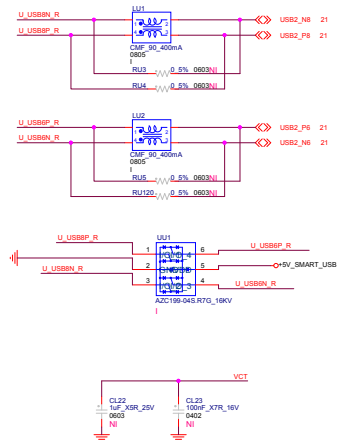 LU1
U_USB8N_R
USB2_N8 21
U_USB8P_R
USB2_P8 21
CMF_90_400mA
0805
I
RU3 0_5% 0603 NI
RU4 0_5% 0603 NI
LU2
U_USB6P_R
USB2_P6 21
U_USB6N_R
USB2_N6 21
CMF_90_400mA
0805
I
RU5 0_5% 0603 NI
RU120 0_5% 0603 NI
UU1
U_USB8P_R
1
6
U_USB6P_R
2
5
+5V_SMART_USB
U_USB8N_R
3
4
U_USB6N_R
AZC199-04S.R7G_16KV
I
VCT
CL22
1uF_X5R_25V
0603
NI
CL23
100nF_X7R_16V
0402
NI